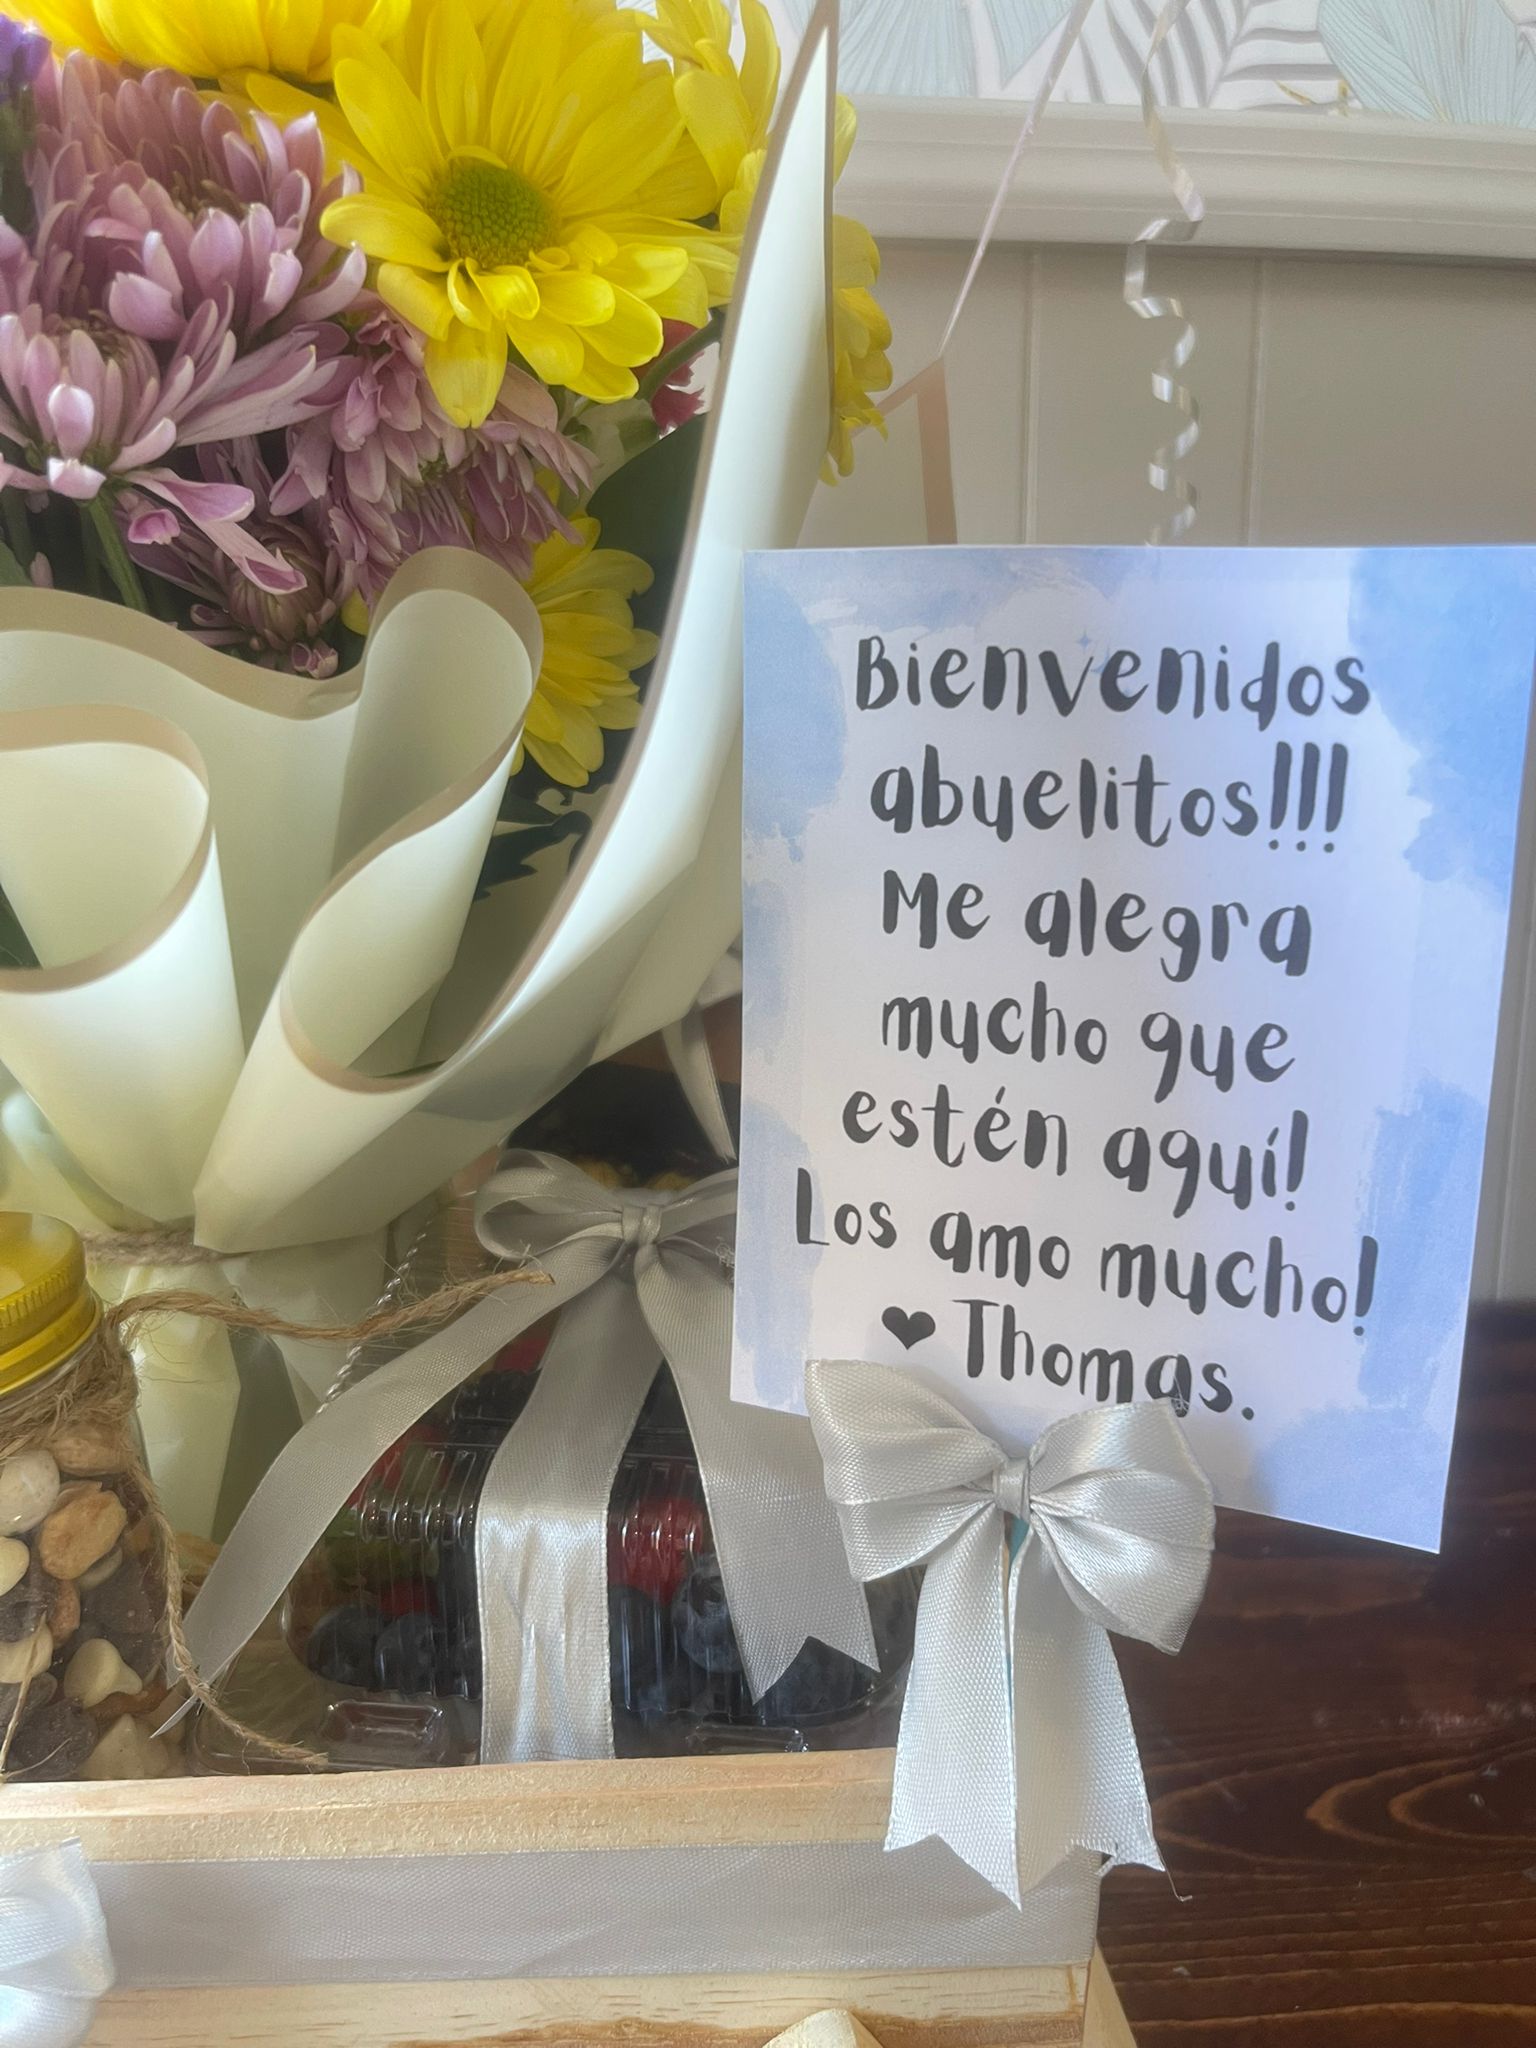 Bienvenidos
abuelitos!!!
Me alegra
mucho que
estén aquí!
Los amo mucho!
❤Thomas.